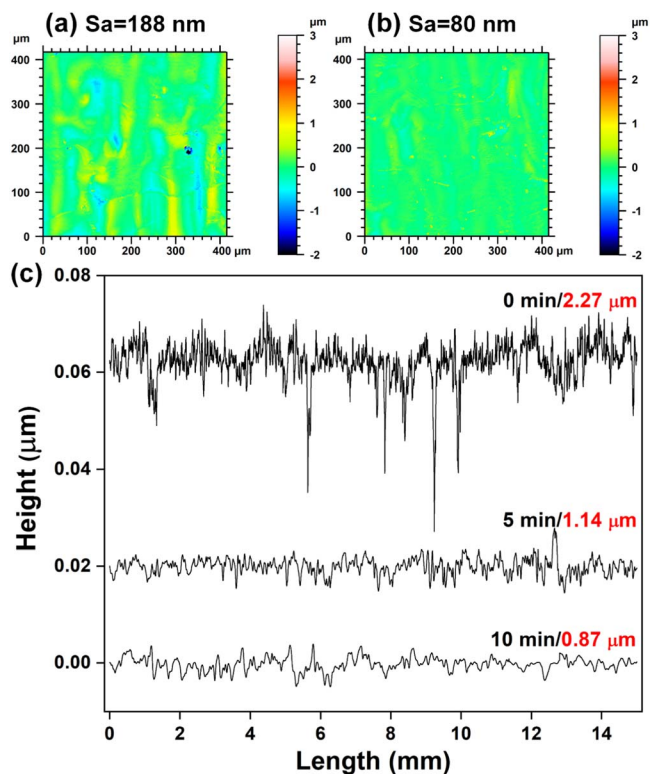 (a) Sa=188 nm
(b) Sa=80 nm
µm
400
300
200
100
0
0 100 200 300 400 µm
µm
3
2
1
0
-1
-2
µm
400
300
200
100
0
0 100 200 300 400 µm
µm
3
2
1
0
-1
-2
(c)
0.08
0.06
0.04
0.02
0.00
Height (µm)
0 min/2.27 µm
5 min/1.14 µm
10 min/0.87 µm
0 2 4 6 8 10 12 14
Length (mm)